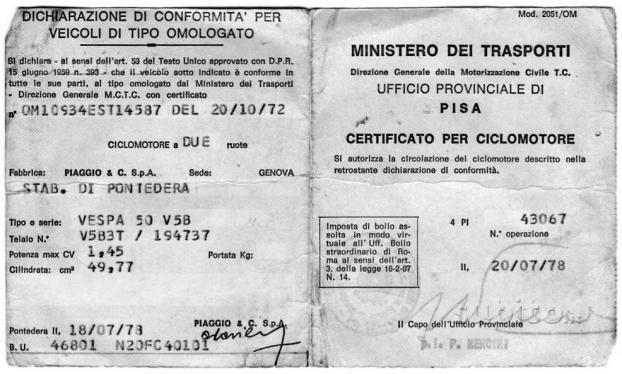 DICHIARAZIONE DI CONFORMITA' PER
VEICOLI DI TIPO OMOLOGATO
Si dichiara - ai sensi dell'art. 53 del Testo Unico approvato con D.P.R.
15 giugno 1959 n. 393 - che il veicolo sotto indicato è conforme in
tutte le sue parti, al tipo omologato dal Ministero dei Trasporti
- Direzione Generale M.C.T.C. con certificato
n° OM10934EST14587 DEL 20/10/72
CICLOMOTORE a DUE ruote
Fabbrica: PIAGGIO & C. S.p.A. Sede: GENOVA
STAB. DI PONTEDERA
Tipo e serie: VESPA 50 V5B
Telaio N.° V5B3T / 194737
Potenza max CV 1,45 Portata Kg:
Cilindrata: cm³ 49,77
Pontedera lì, 18/07/78 PIAGGIO & C. S.p.A.
B. U. 46801 N20FC40101
Mod. 2051/OM
MINISTERO DEI TRASPORTI
Direzione Generale della Motorizzazione Civile T.C.
UFFICIO PROVINCIALE DI
PISA
CERTIFICATO PER CICLOMOTORE
Si autorizza la circolazione del ciclomotore descritto nella
retrostante dichiarazione di conformità.
Imposta di bollo as-
solta in modo vir-
tuale all'Uff. Bollo
straordinario di Ro-
ma ai sensi dell'art.
3, della legge 16-2-67
N. 14.
4 PI 43067
N.° operazione
lì, 20/07/78
Il Capo dell'Ufficio Provinciale